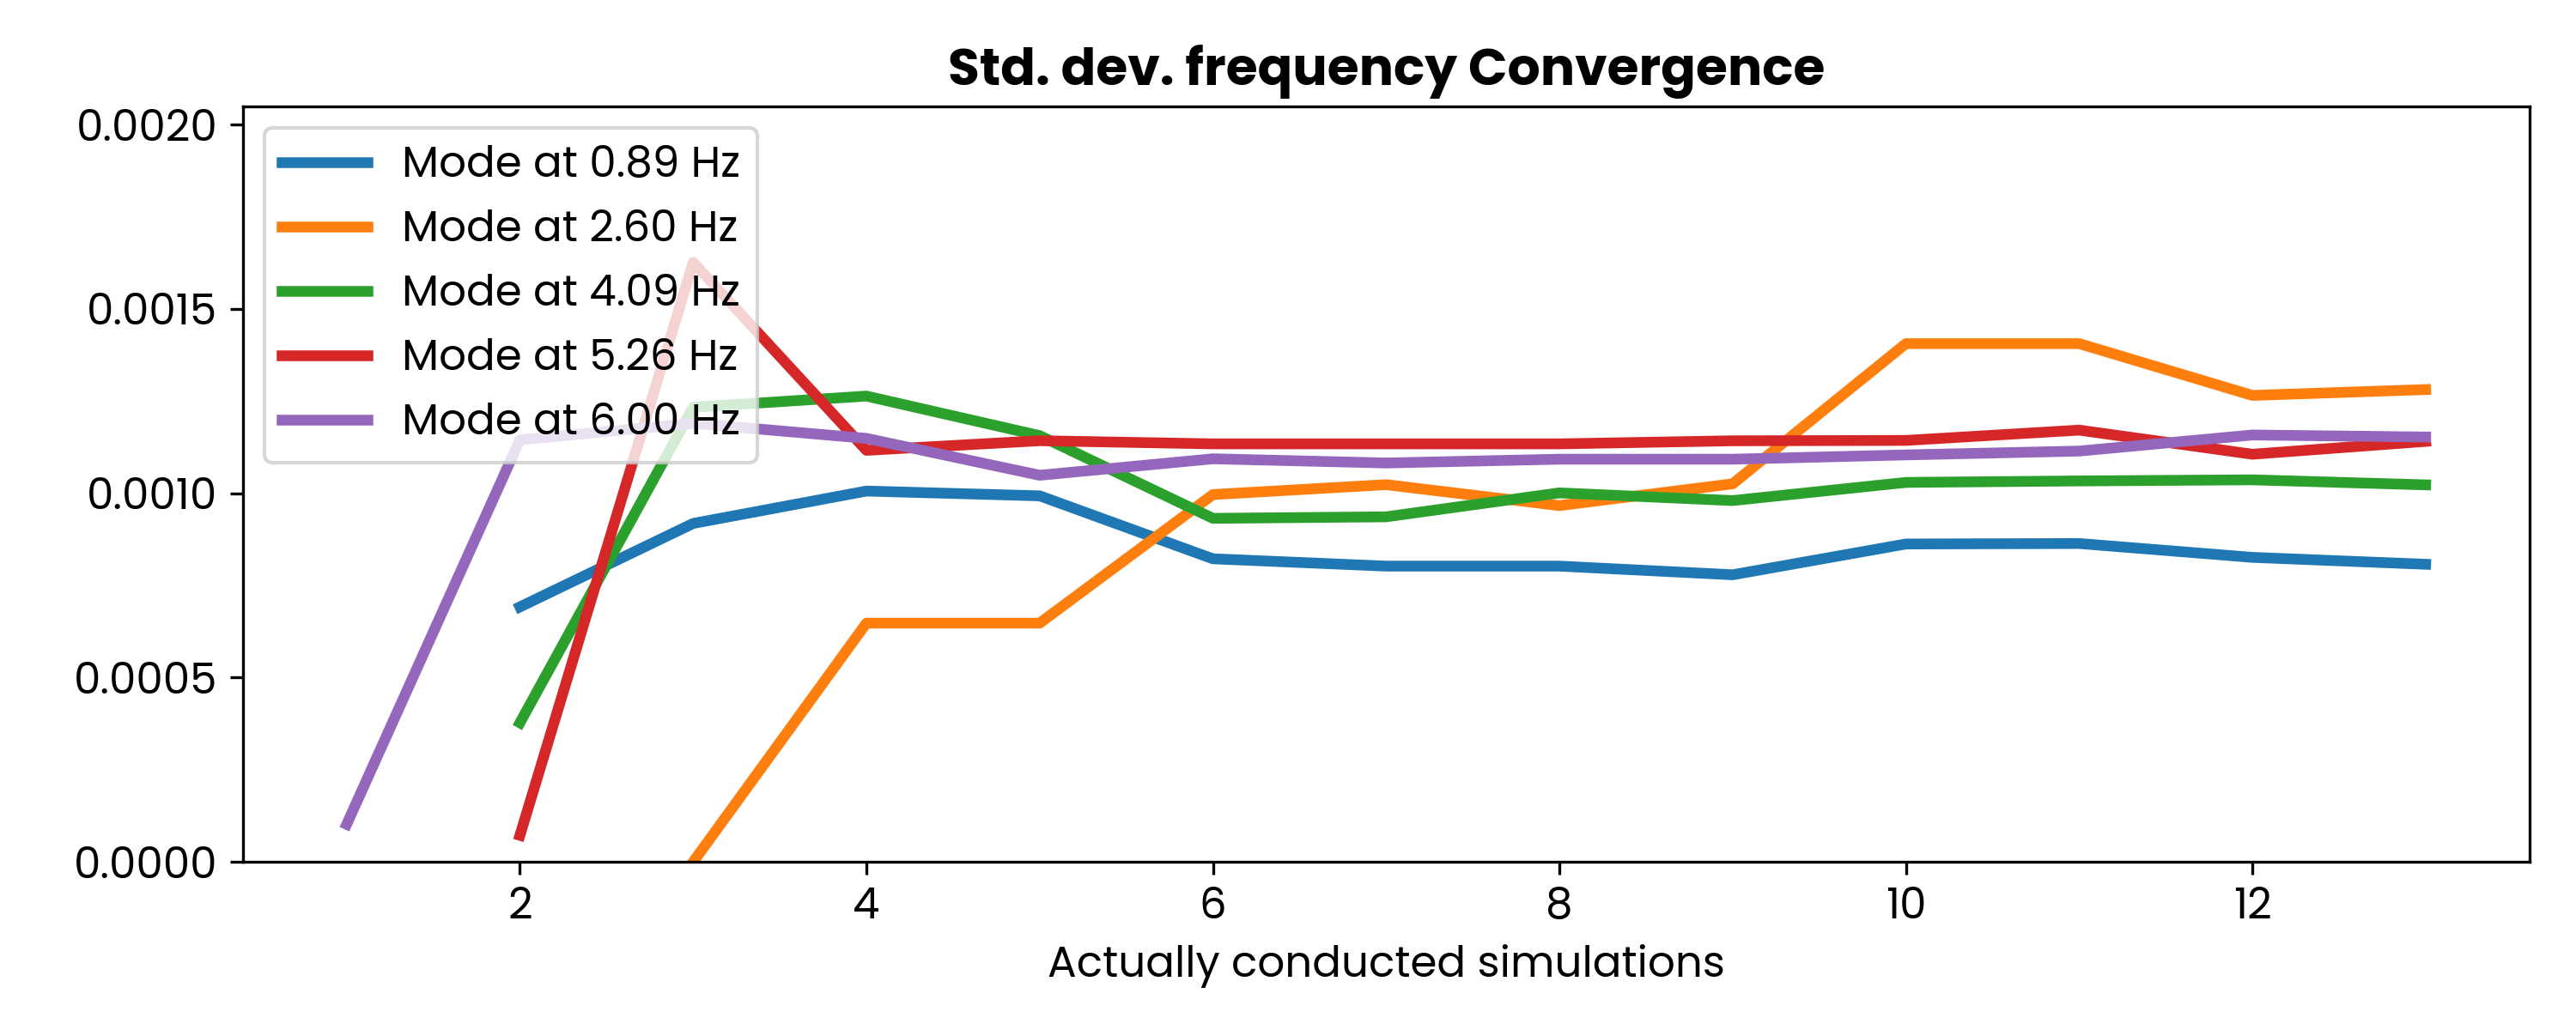 Std. dev. frequency Convergence
0.0020
0.0015
0.0010
0.0005
0.0000
Mode at 0.89 Hz
Mode at 2.60 Hz
Mode at 4.09 Hz
Mode at 5.26 Hz
Mode at 6.00 Hz
2 4 6 8 10 12
Actually conducted simulations